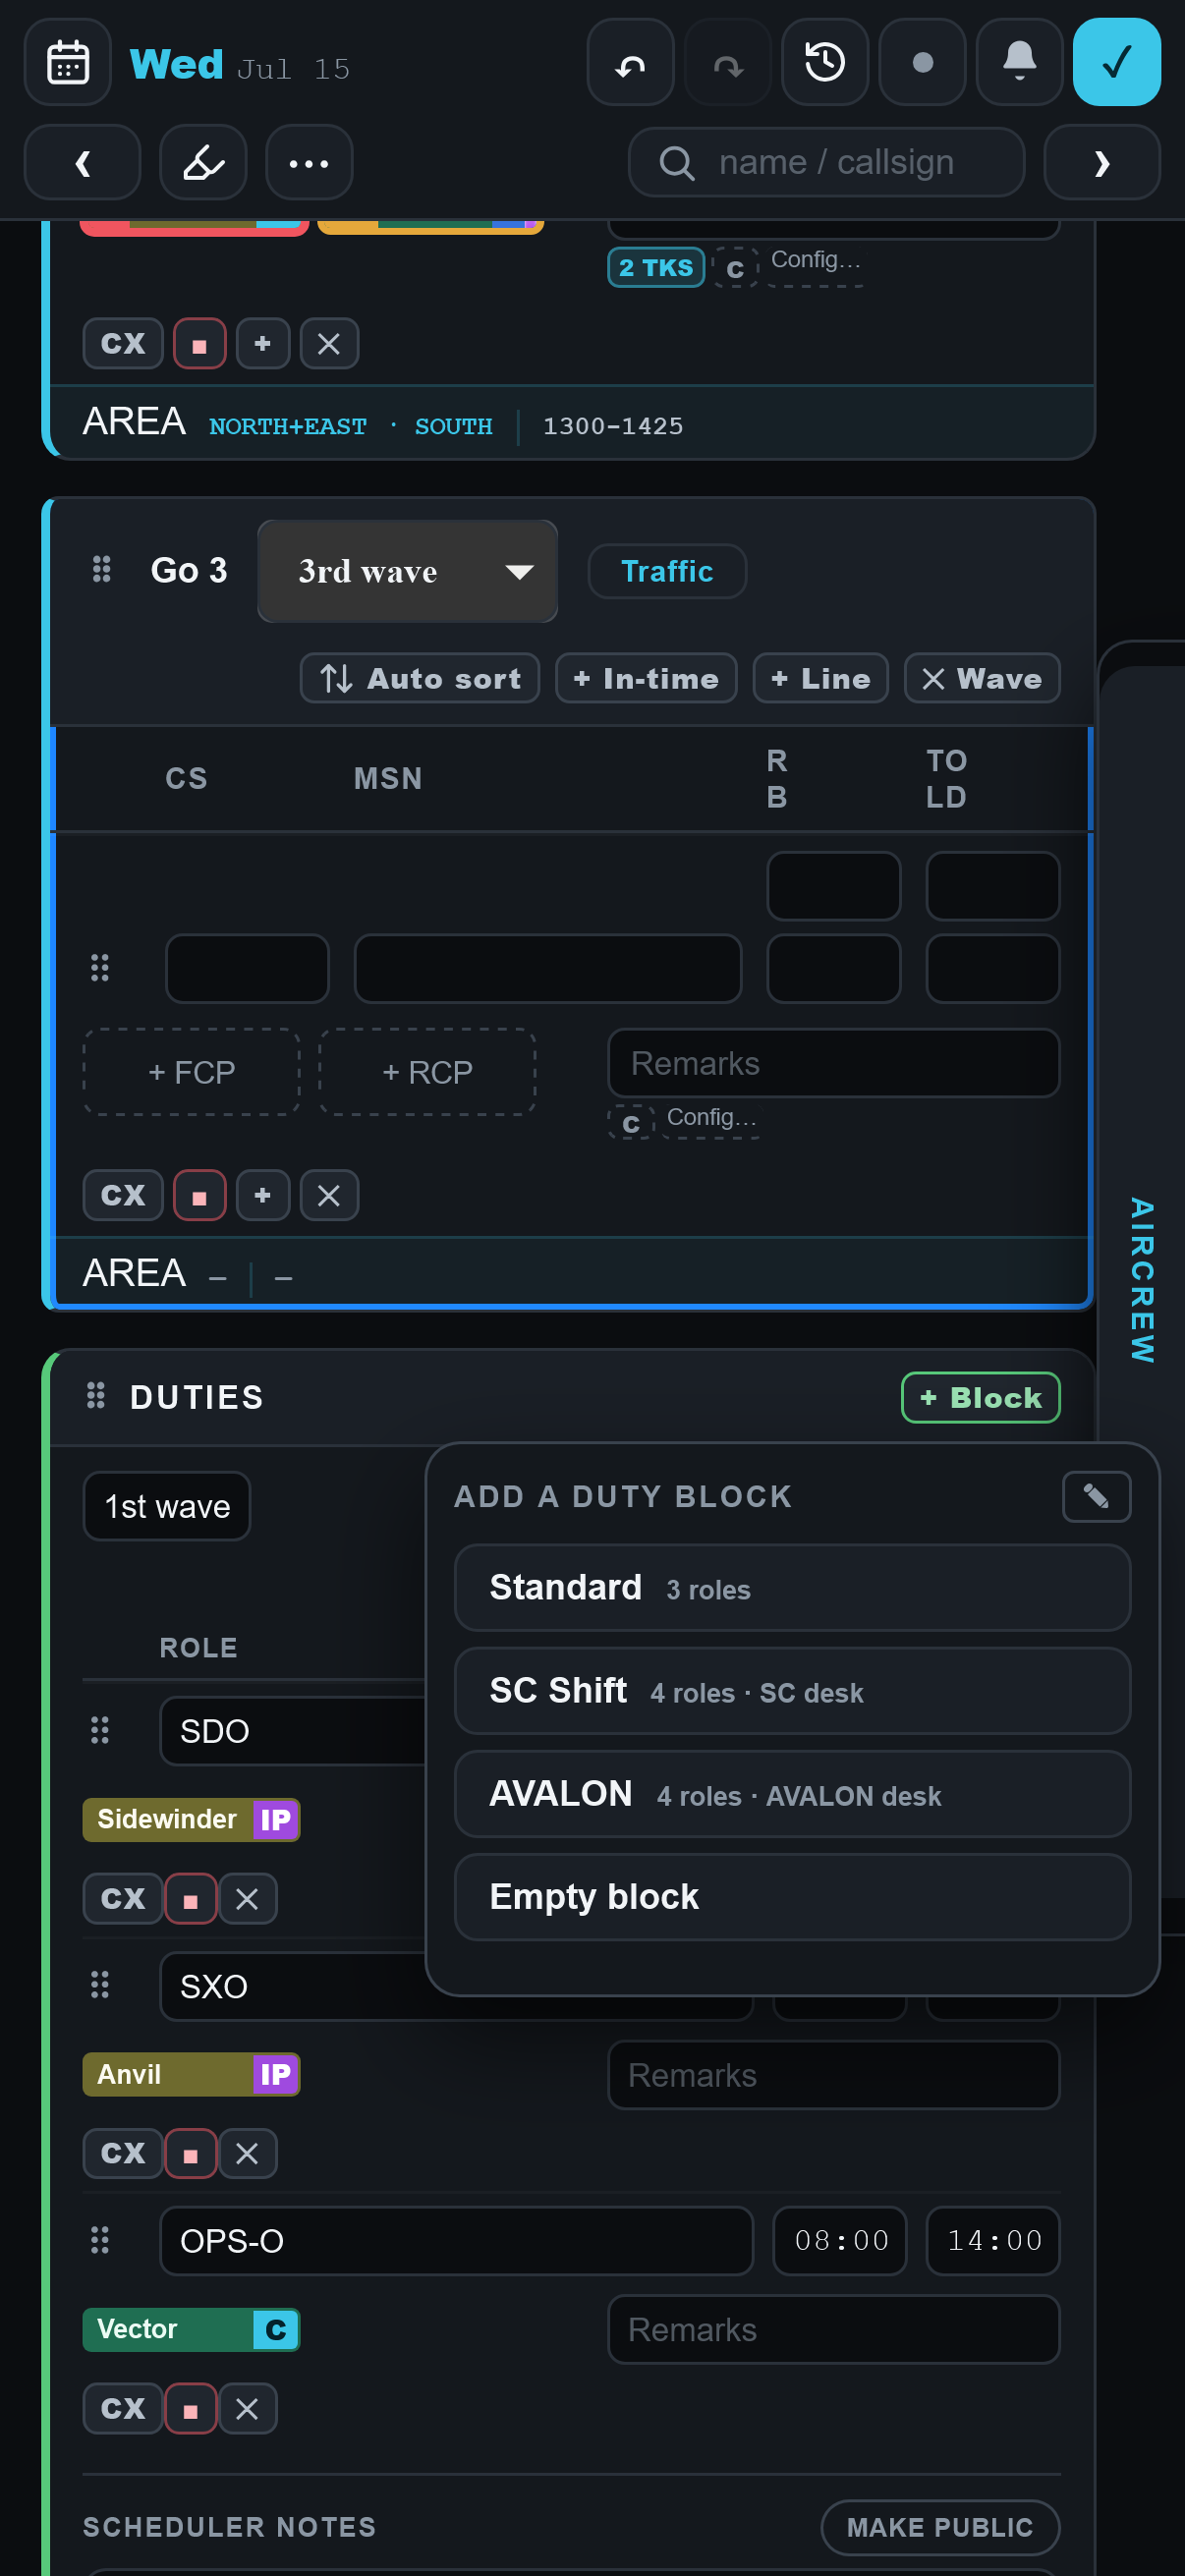 Wed Jul 15
name / callsign
2 TKS C Config...
CX + ×
AREA NORTH+EAST · SOUTH | 1300-1425
Go 3 3rd wave Traffic
Auto sort + In-time + Line × Wave
CS MSN R B TO LD
+ FCP + RCP Remarks
C Config...
CX + ×
AREA – | –
AIRCREW
DUTIES + Block
ADD A DUTY BLOCK
1st wave
Standard 3 roles
ROLE
SC Shift 4 roles · SC desk
SDO
AVALON 4 roles · AVALON desk
Sidewinder IP
Empty block
CX ×
SXO
Anvil IP Remarks
CX ×
OPS-O 08:00 14:00
Vector C Remarks
CX ×
SCHEDULER NOTES MAKE PUBLIC